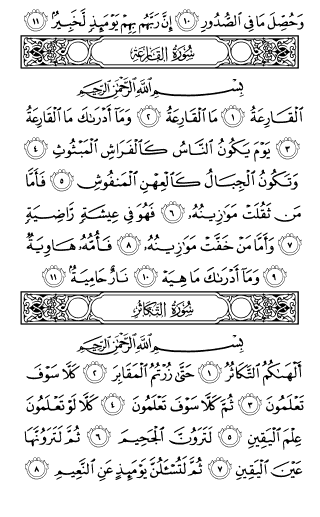 وَحُصِّلَ مَا فِى ٱلصُّدُورِ ١٠ إِنَّ رَبَّهُم بِهِمْ يَوْمَئِذٍ لَّخَبِيرٌۢ ١١
سُورَةُ القَارِعَةِ
بِسْمِ ٱللَّهِ ٱلرَّحْمَٰنِ ٱلرَّحِيمِ
ٱلْقَارِعَةُ ١ مَا ٱلْقَارِعَةُ ٢ وَمَآ أَدْرَىٰكَ مَا ٱلْقَارِعَةُ
٣ يَوْمَ يَكُونُ ٱلنَّاسُ كَٱلْفَرَاشِ ٱلْمَبْثُوثِ ٤
وَتَكُونُ ٱلْجِبَالُ كَٱلْعِهْنِ ٱلْمَنفُوشِ ٥ فَأَمَّا
مَن ثَقُلَتْ مَوَٰزِينُهُۥ ٦ فَهُوَ فِى عِيشَةٍ رَّاضِيَةٍ
٧ وَأَمَّا مَنْ خَفَّتْ مَوَٰزِينُهُۥ ٨ فَأُمُّهُۥ هَاوِيَةٌ
٩ وَمَآ أَدْرَىٰكَ مَا هِيَهْ ١٠ نَارٌ حَامِيَةٌۢ ١١
سُورَةُ التَّكَاثُرِ
بِسْمِ ٱللَّهِ ٱلرَّحْمَٰنِ ٱلرَّحِيمِ
أَلْهَىٰكُمُ ٱلتَّكَاثُرُ ١ حَتَّىٰ زُرْتُمُ ٱلْمَقَابِرَ ٢ كَلَّا سَوْفَ
تَعْلَمُونَ ٣ ثُمَّ كَلَّا سَوْفَ تَعْلَمُونَ ٤ كَلَّا لَوْ تَعْلَمُونَ
عِلْمَ ٱلْيَقِينِ ٥ لَتَرَوُنَّ ٱلْجَحِيمَ ٦ ثُمَّ لَتَرَوُنَّهَا
عَيْنَ ٱلْيَقِينِ ٧ ثُمَّ لَتُسْـَٔلُنَّ يَوْمَئِذٍ عَنِ ٱلنَّعِيمِ ٨